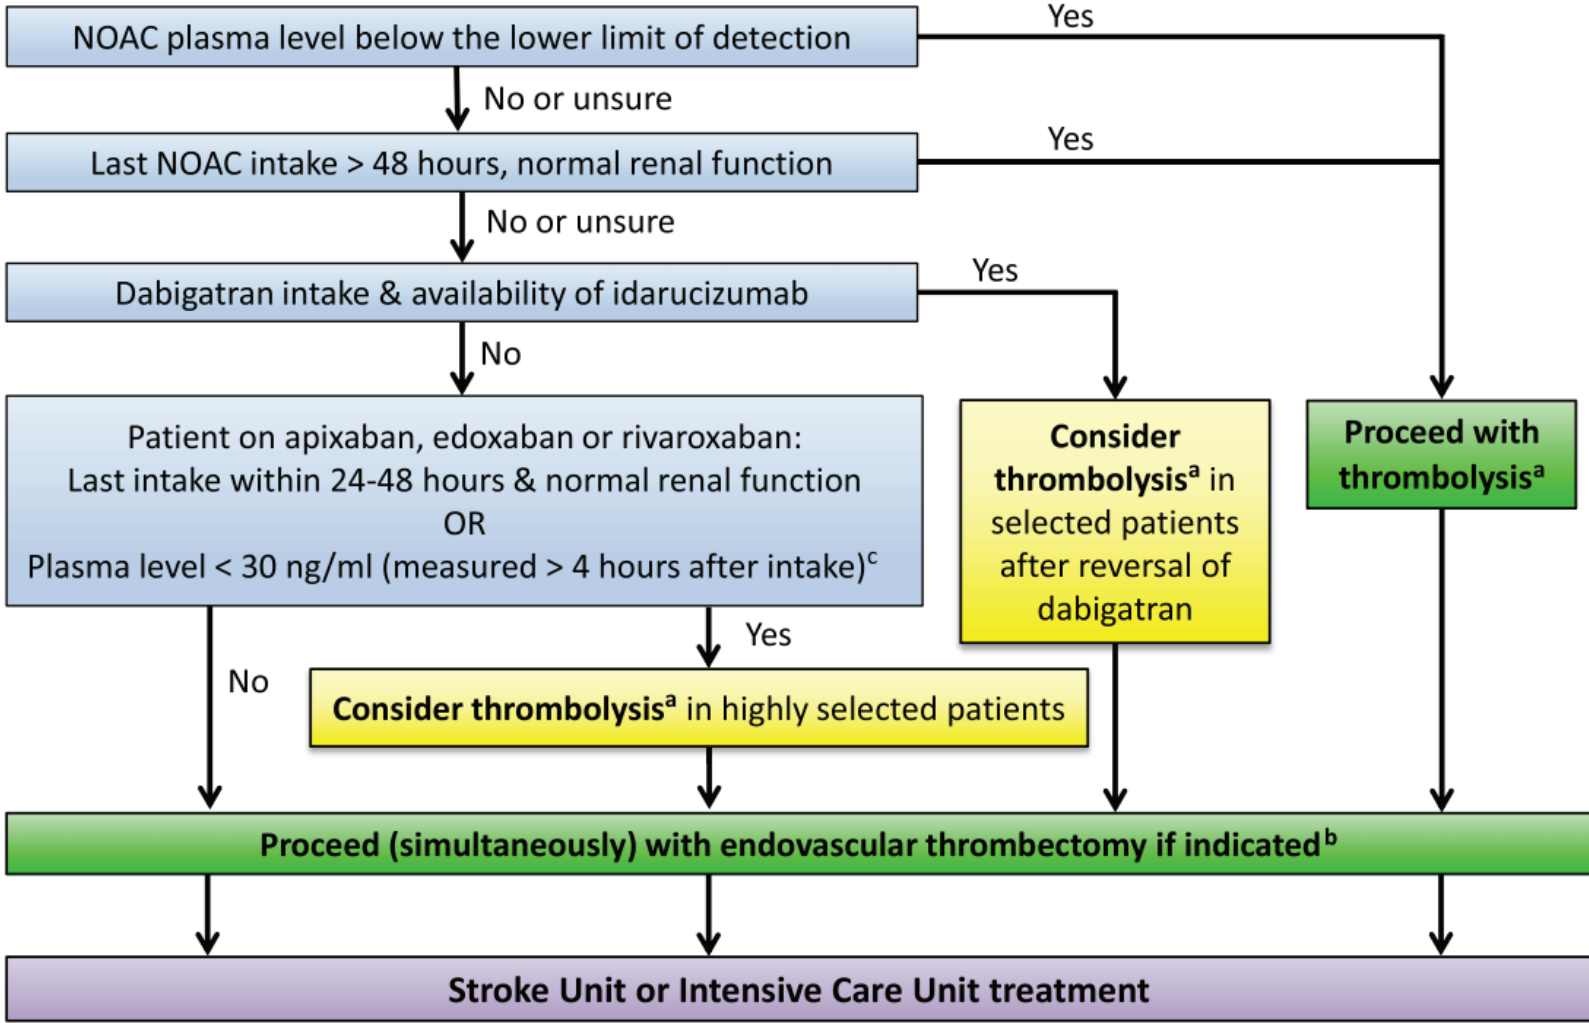 NOAC plasma level below the lower limit of detection
Yes
No or unsure
Last NOAC intake > 48 hours, normal renal function
Yes
No or unsure
Dabigatran intake & availability of idarucizumab
Yes
No
Patient on apixaban, edoxaban or rivaroxaban:
Last intake within 24-48 hours & normal renal function
OR
Plasma level < 30 ng/ml (measured > 4 hours after intake)ᶜ
Consider
thrombolysisᵃ in
selected patients
after reversal of
dabigatran
Proceed with
thrombolysisᵃ
No
Yes
Consider thrombolysisᵃ in highly selected patients
Proceed (simultaneously) with endovascular thrombectomy if indicatedᵇ
Stroke Unit or Intensive Care Unit treatment